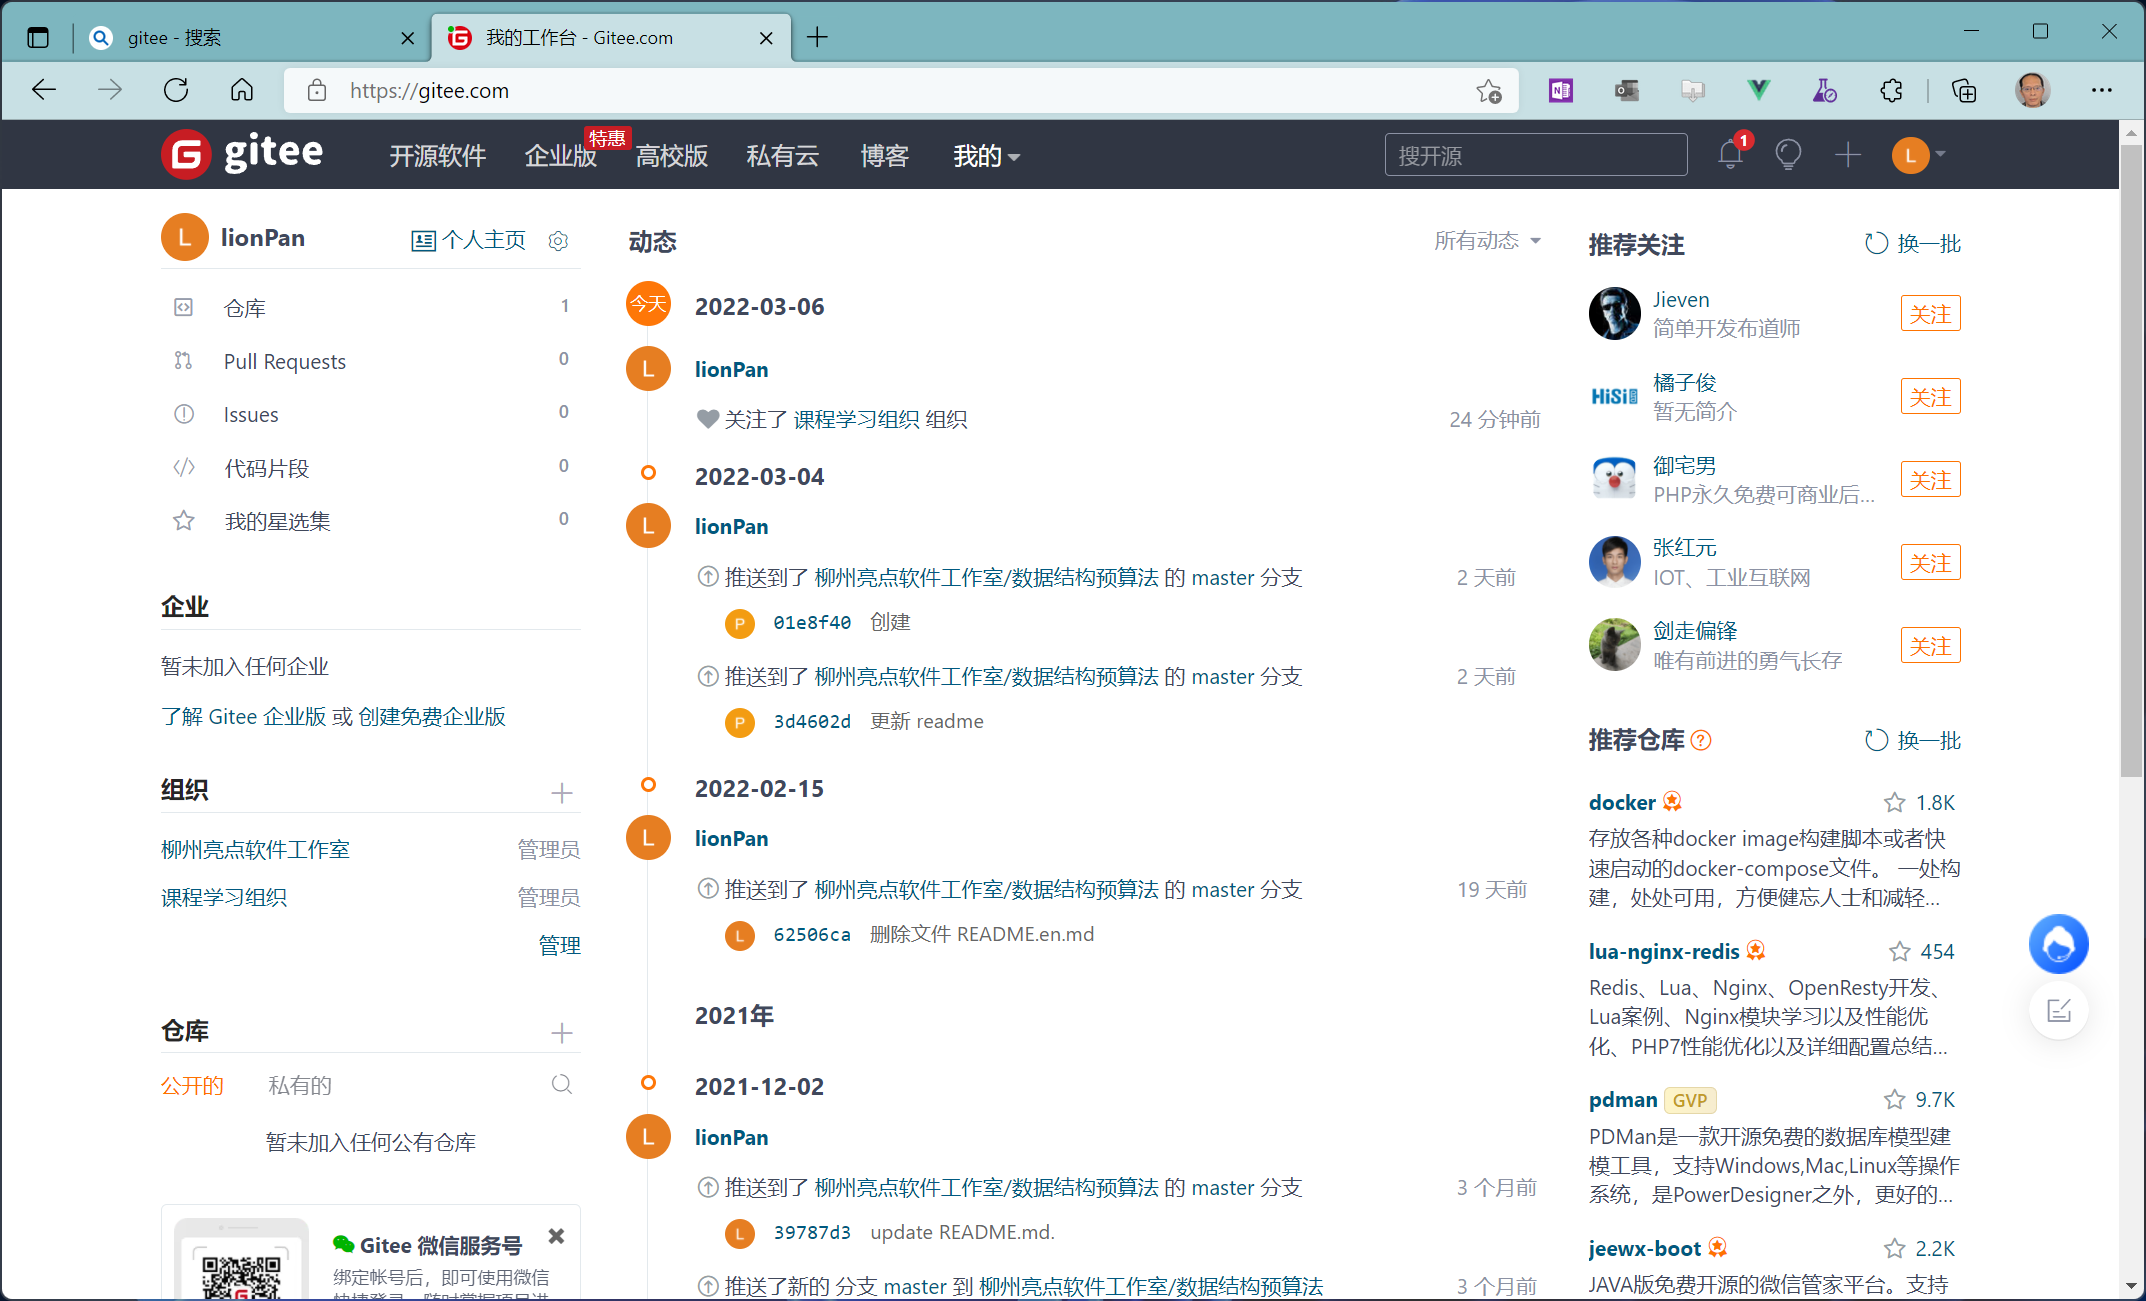 gitee - 搜索
我的工作台 - Gitee.com
https://gitee.com
gitee
开源软件
企业版
特惠
高校版
私有云
博客
我的
搜开源
1
L
L
lionPan
个人主页
仓库 1
Pull Requests 0
Issues 0
代码片段 0
我的星选集 0
企业
暂未加入任何企业
了解 Gitee 企业版 或 创建免费企业版
组织
柳州亮点软件工作室 管理员
课程学习组织 管理员
管理
仓库
公开的 私有的
暂未加入任何公有仓库
Gitee 微信服务号
绑定帐号后，即可使用微信
动态
所有动态
今天 2022-03-06
L lionPan
关注了 课程学习组织 组织 24 分钟前
2022-03-04
L lionPan
推送到了 柳州亮点软件工作室/数据结构预算法 的 master 分支 2 天前
P 01e8f40 创建
推送到了 柳州亮点软件工作室/数据结构预算法 的 master 分支 2 天前
P 3d4602d 更新 readme
2022-02-15
L lionPan
推送到了 柳州亮点软件工作室/数据结构预算法 的 master 分支 19 天前
L 62506ca 删除文件 README.en.md
2021年
2021-12-02
L lionPan
推送到了 柳州亮点软件工作室/数据结构预算法 的 master 分支 3 个月前
L 39787d3 update README.md.
推送了新的 分支 master 到 柳州亮点软件工作室/数据结构预算法 3 个月前
推荐关注 换一批
Jieven
简单开发布道师
关注
HiSi
橘子俊
暂无简介
关注
御宅男
PHP永久免费可商业后...
关注
张红元
IOT、工业互联网
关注
剑走偏锋
唯有前进的勇气长存
关注
推荐仓库 换一批
docker 1.8K
存放各种docker image构建脚本或者快
速启动的docker-compose文件。 一处构
建，处处可用，方便健忘人士和减轻...
lua-nginx-redis 454
Redis、Lua、Nginx、OpenResty开发、
Lua案例、Nginx模块学习以及性能优
化、PHP7性能优化以及详细配置总结...
pdman GVP 9.7K
PDMan是一款开源免费的数据库模型建
模工具，支持Windows,Mac,Linux等操作
系统，是PowerDesigner之外，更好的...
jeewx-boot 2.2K
JAVA版免费开源的微信管家平台。支持